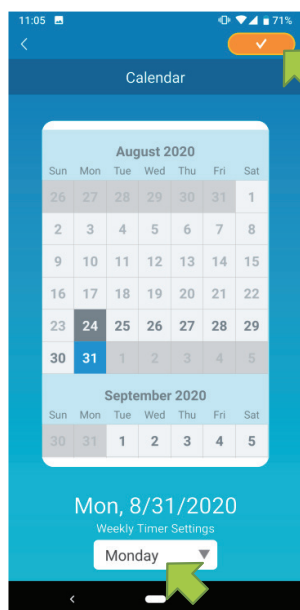 11:05 71%
Calendar
August 2020
Sun Mon Tue Wed Thu Fri Sat
26 27 28 29 30 31 1
2 3 4 5 6 7 8
9 10 11 12 13 14 15
16 17 18 19 20 21 22
23 24 25 26 27 28 29
30 31 1 2 3 4 5
September 2020
Sun Mon Tue Wed Thu Fri Sat
30 31 1 2 3 4 5
Mon, 8/31/2020
Weekly Timer Settings
Monday